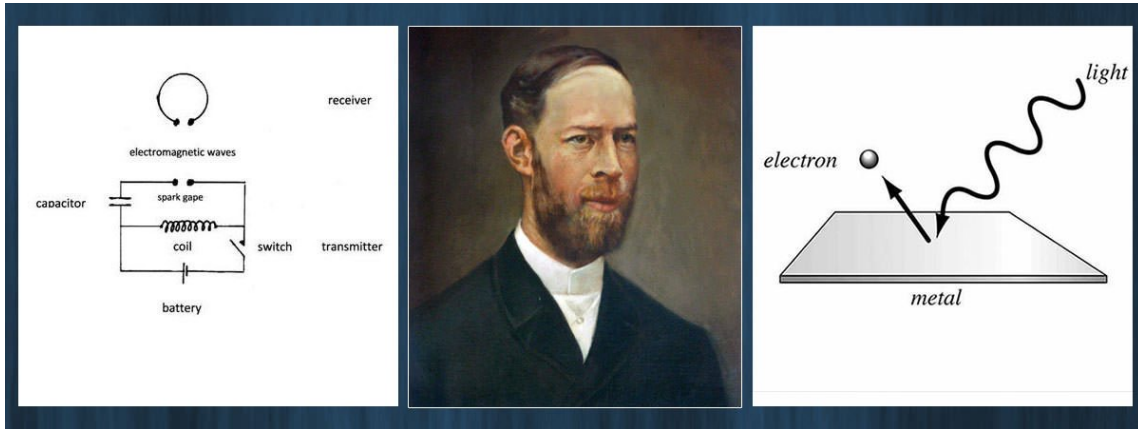 receiver
electromagnetic waves
spark gape
capacitor
coil
switch
transmitter
battery
light
electron
metal